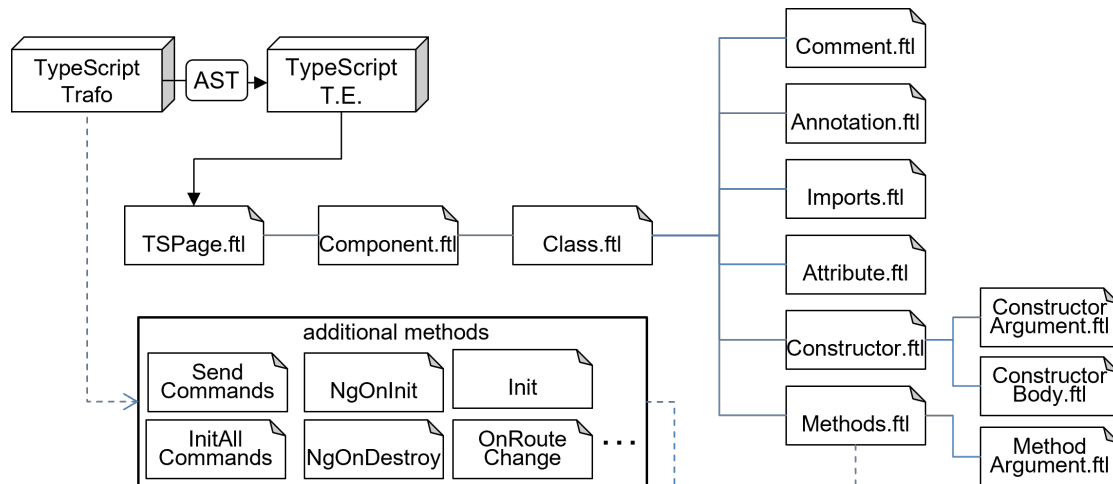 TypeScript
Trafo
AST
TypeScript
T.E.
TSPage.ftl
Component.ftl
Class.ftl
Comment.ftl
Annotation.ftl
Imports.ftl
Attribute.ftl
Constructor.ftl
Methods.ftl
Constructor
Argument.ftl
Constructor
Body.ftl
Method
Argument.ftl
additional methods
Send
Commands
NgOnInit
Init
InitAll
Commands
NgOnDestroy
OnRoute
Change
...